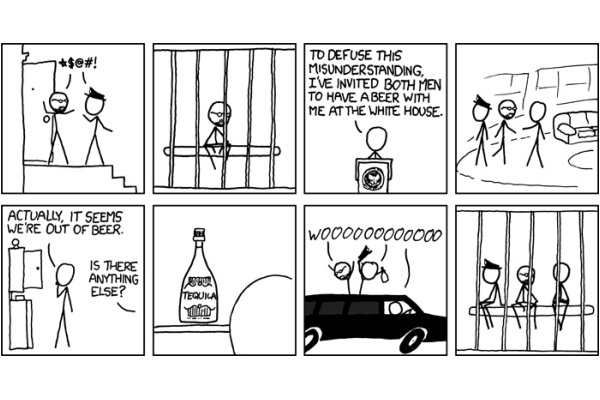 *$@#!
TO DEFUSE THIS
MISUNDERSTANDING,
I'VE INVITED BOTH MEN
TO HAVE A BEER WITH
ME AT THE WHITE HOUSE.
ACTUALLY, IT SEEMS
WE'RE OUT OF BEER.
IS THERE
ANYTHING
ELSE?
TEQUILA
WOOOOOOOOOOOOO